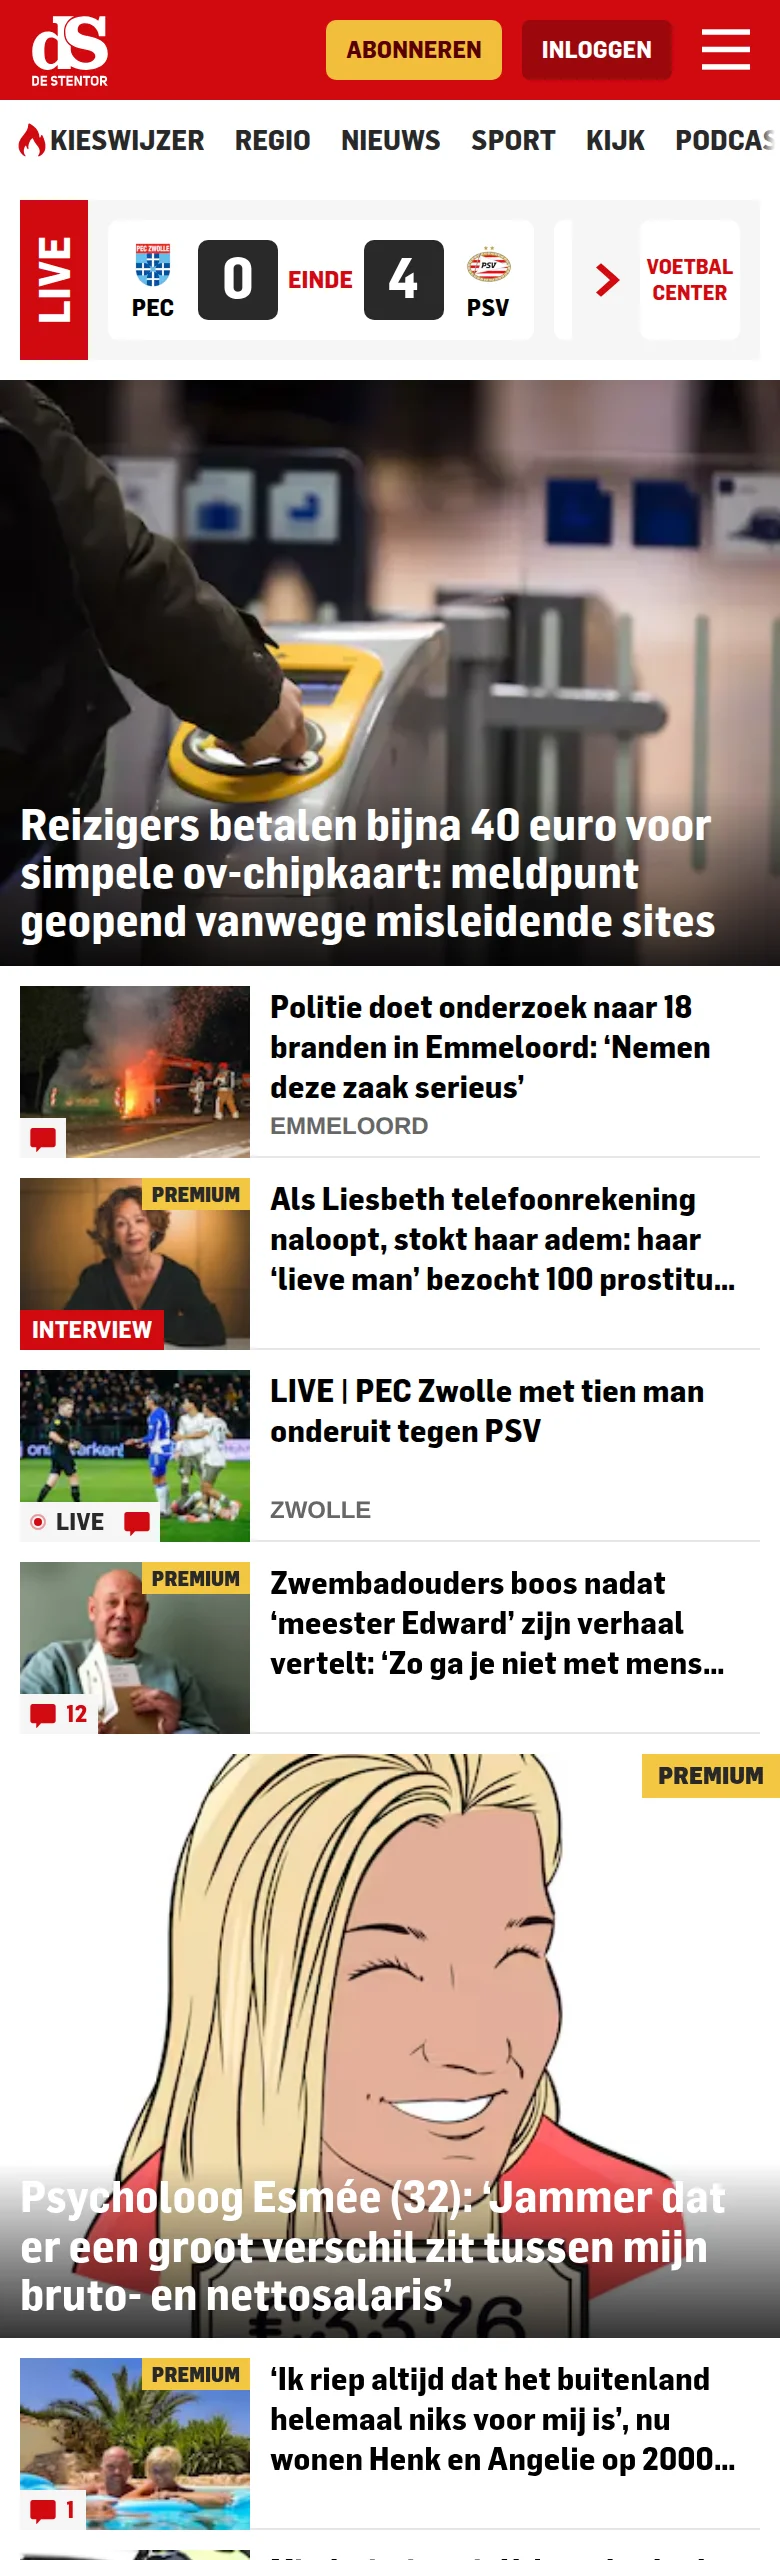 dS
DE STENTOR
ABONNEREN
INLOGGEN
KIESWIJZER REGIO NIEUWS SPORT KIJK PODCAS
LIVE
PEC ZWOLLE
PEC
0
EINDE
4
PSV
PSV
VOETBAL
CENTER
Reizigers betalen bijna 40 euro voor
simpele ov-chipkaart: meldpunt
geopend vanwege misleidende sites
Politie doet onderzoek naar 18
branden in Emmeloord: ‘Nemen
deze zaak serieus’
EMMELOORD
PREMIUM
INTERVIEW
Als Liesbeth telefoonrekening
naloopt, stokt haar adem: haar
‘lieve man’ bezocht 100 prostitu...
LIVE
LIVE | PEC Zwolle met tien man
onderuit tegen PSV
ZWOLLE
PREMIUM
12
Zwembadouders boos nadat
‘meester Edward’ zijn verhaal
vertelt: ‘Zo ga je niet met mens...
PREMIUM
Psycholoog Esmée (32): ‘Jammer dat
er een groot verschil zit tussen mijn
bruto- en nettosalaris’
€3376
PREMIUM
1
‘Ik riep altijd dat het buitenland
helemaal niks voor mij is’, nu
wonen Henk en Angelie op 2000...